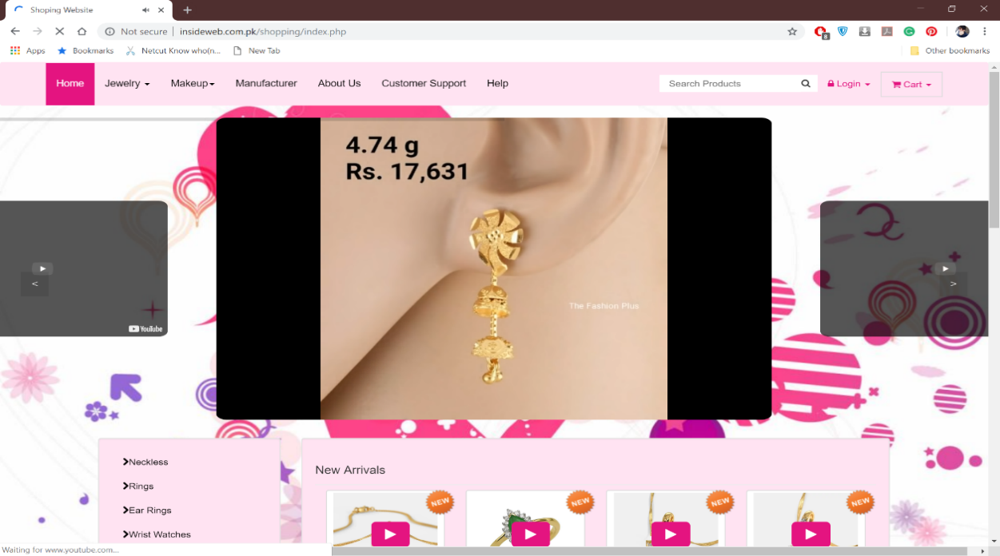 Shoping Website
Not secure | insideweb.com.pk/shopping/index.php
8
Apps Bookmarks Netcut Know who(n... New Tab Other bookmarks
Home Jewelry Makeup Manufacturer About Us Customer Support Help Search Products Login Cart
4.74 g
Rs. 17,631
The Fashion Plus
<
>
YouTube
Neckless
Rings
Ear Rings
Wrist Watches
New Arrivals
NEW NEW NEW NEW
Waiting for www.youtube.com...